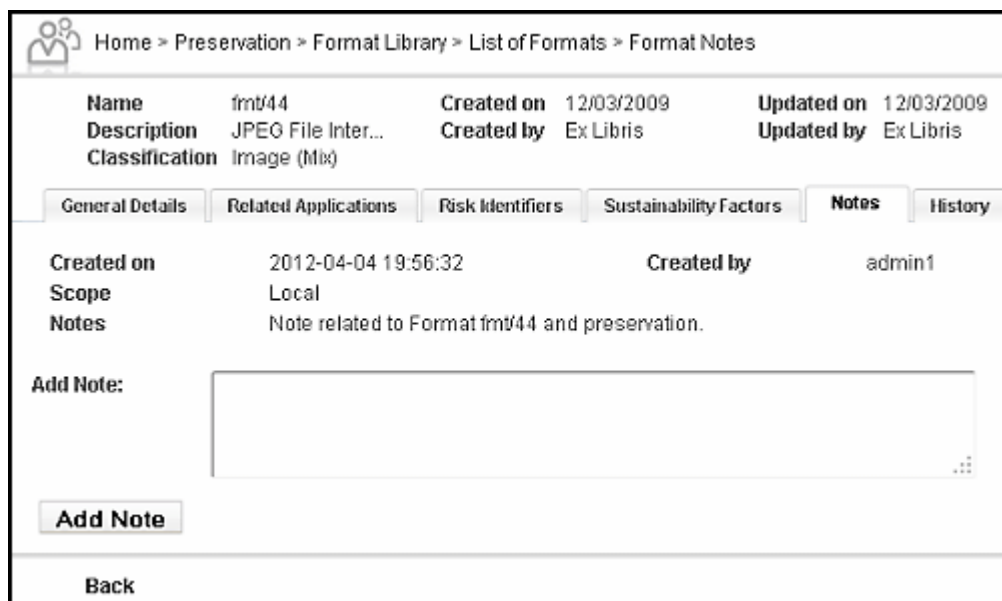 Home > Preservation > Format Library > List of Formats > Format Notes
Name fmt/44 Created on 12/03/2009 Updated on 12/03/2009
Description JPEG File Inter... Created by Ex Libris Updated by Ex Libris
Classification Image (Mix)
General Details Related Applications Risk Identifiers Sustainability Factors Notes History
Created on 2012-04-04 19:56:32 Created by admin1
Scope Local
Notes Note related to Format fmt/44 and preservation.
Add Note:
Add Note
Back